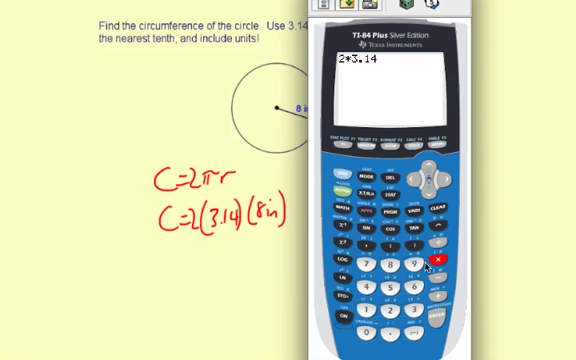 Find the circumference of the circle. Use 3.14
the nearest tenth, and include units!
8 in
C=2πr
C=2(3.14)(8in)
TI-84 Plus Silver Edition
TEXAS INSTRUMENTS
2*3.14
MODE DEL
ALPHA X,T,θ,n STAT
MATH APPS PRGM VARS CLEAR
SIN COS TAN ^
x² , ( ) ÷
LOG 7 8 9 ×
LN 4 5 6 −
STO 1 2 3 +
ON 0 . (−) ENTER